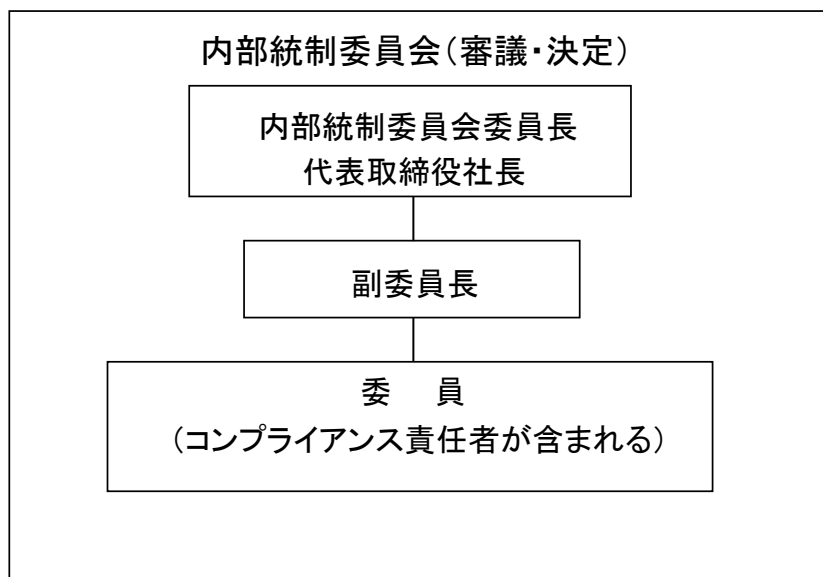 内部統制委員会(審議・決定)
内部統制委員会委員長
代表取締役社長
副委員長
委　員
(コンプライアンス責任者が含まれる)